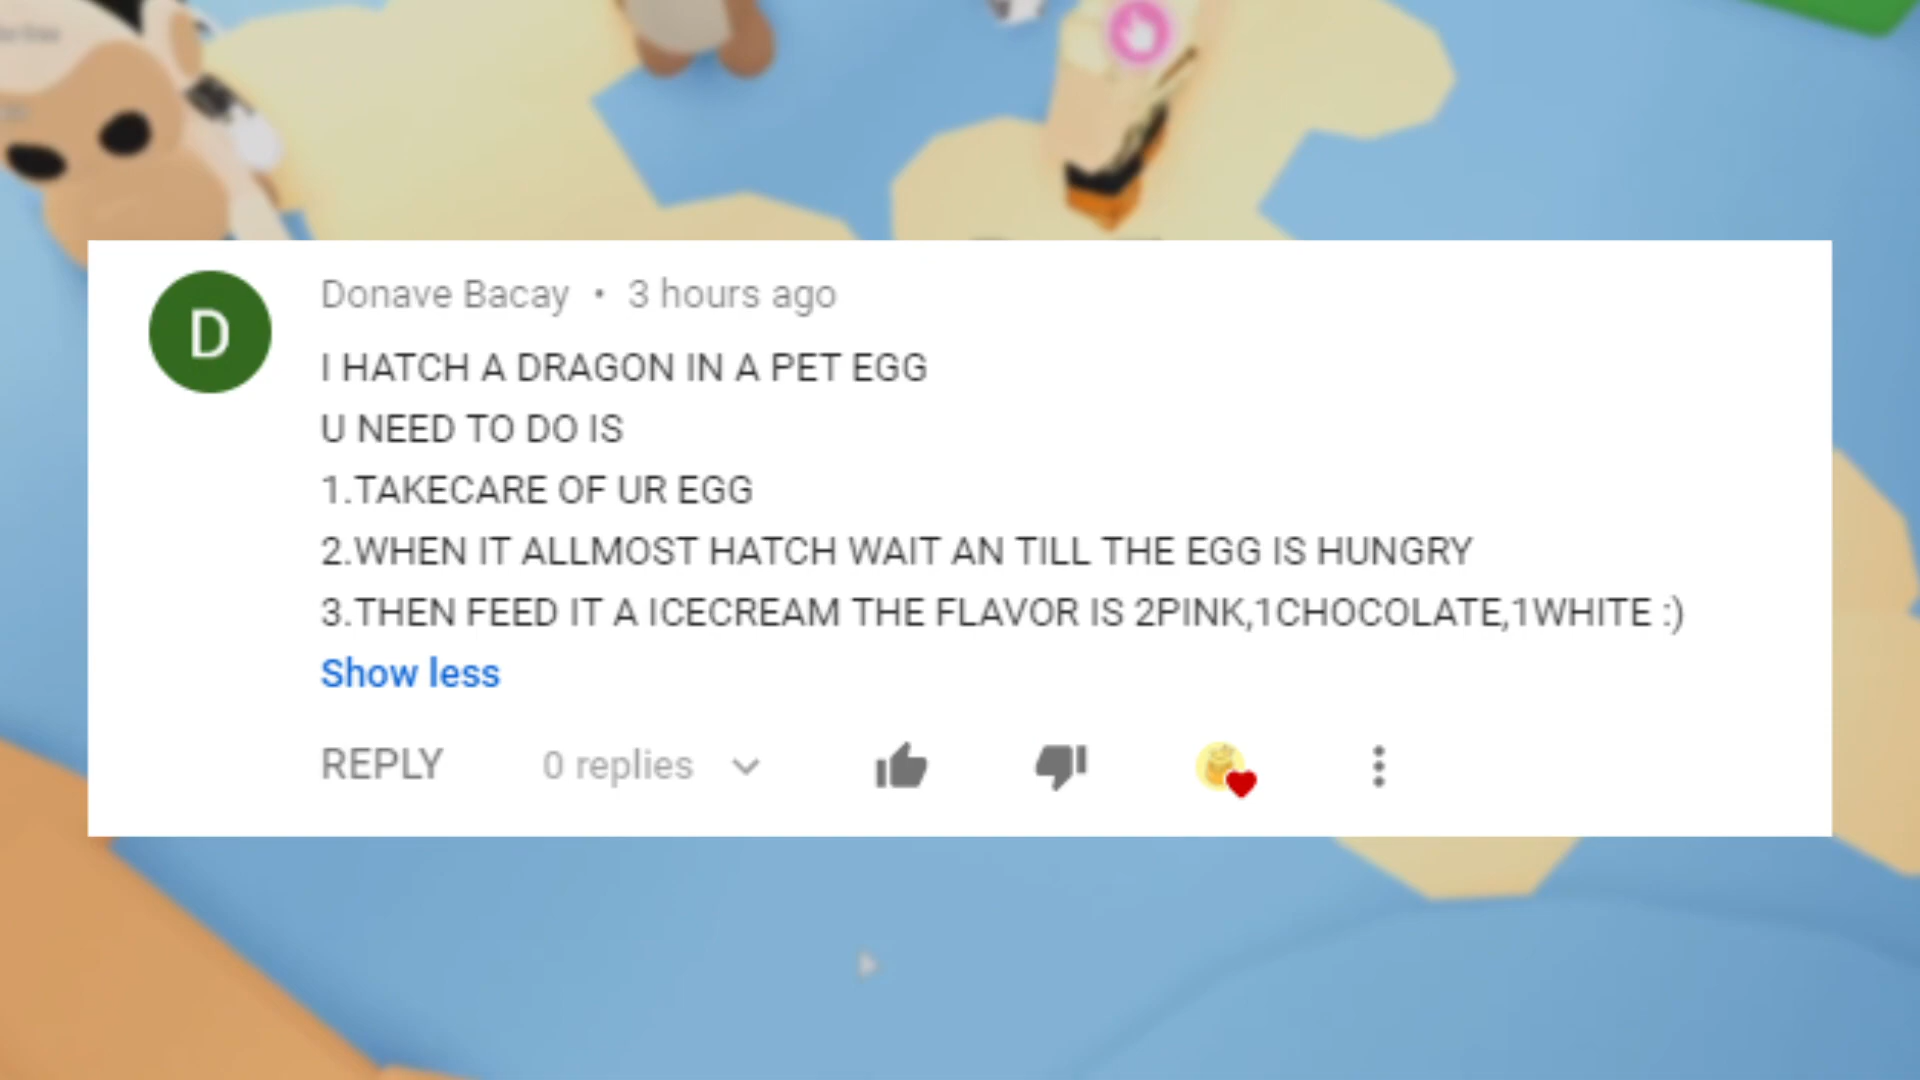 D
Donave Bacay • 3 hours ago
I HATCH A DRAGON IN A PET EGG
U NEED TO DO IS
1.TAKECARE OF UR EGG
2.WHEN IT ALLMOST HATCH WAIT AN TILL THE EGG IS HUNGRY
3.THEN FEED IT A ICECREAM THE FLAVOR IS 2PINK,1CHOCOLATE,1WHITE :)
Show less
REPLY 0 replies